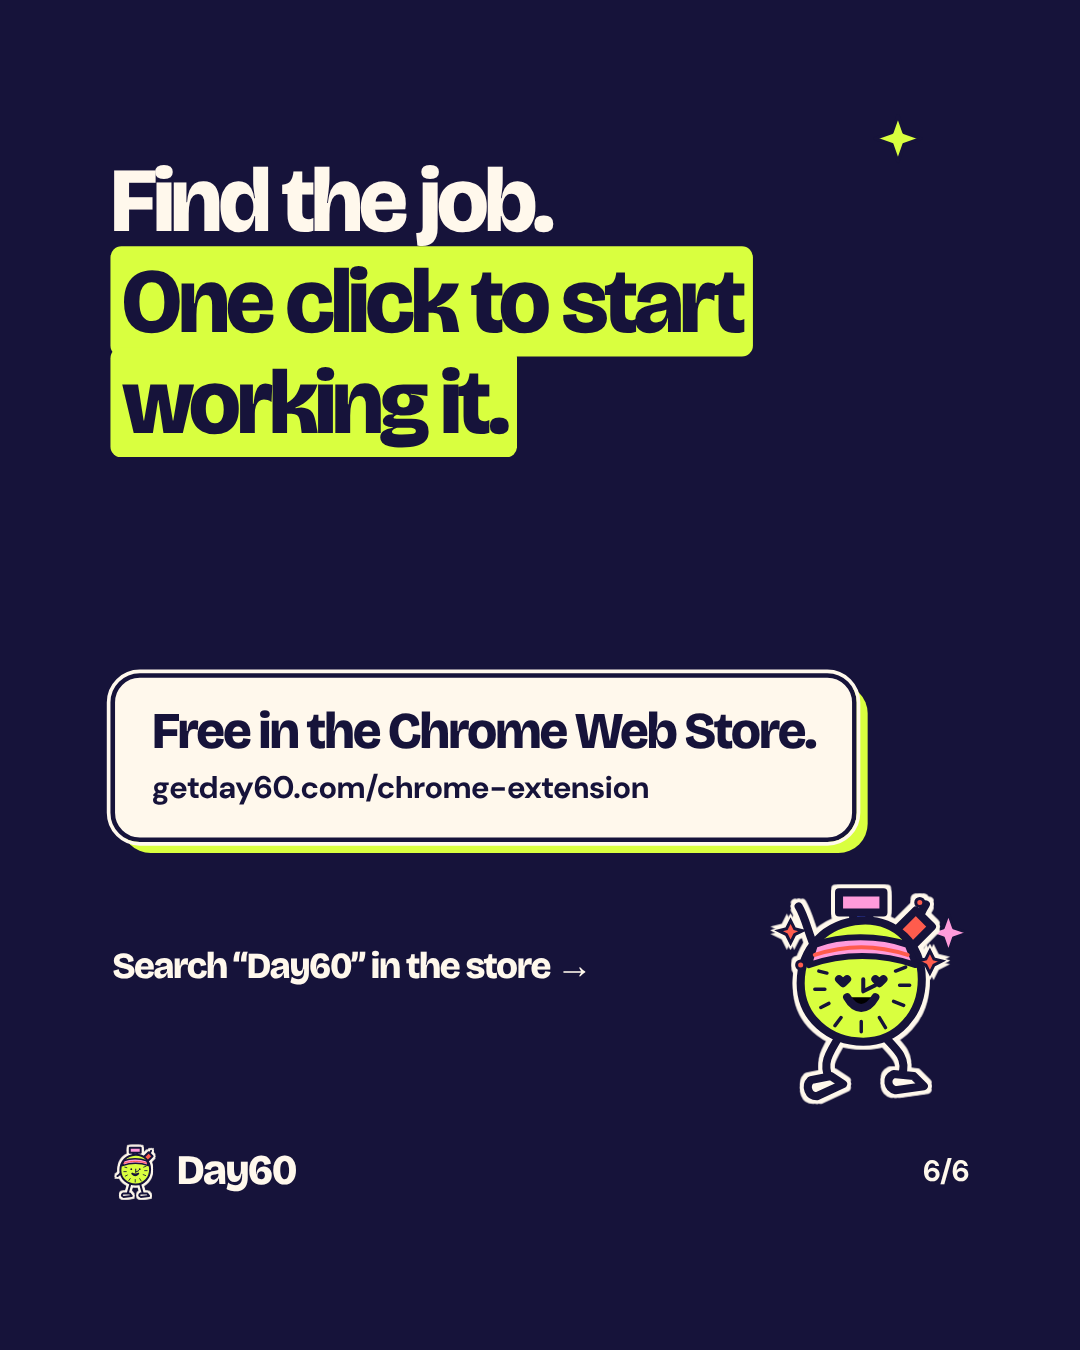 Find the job.
One click to start
working it.
Free in the Chrome Web Store.
getday60.com/chrome-extension
Search “Day60” in the store →
Day60
6/6